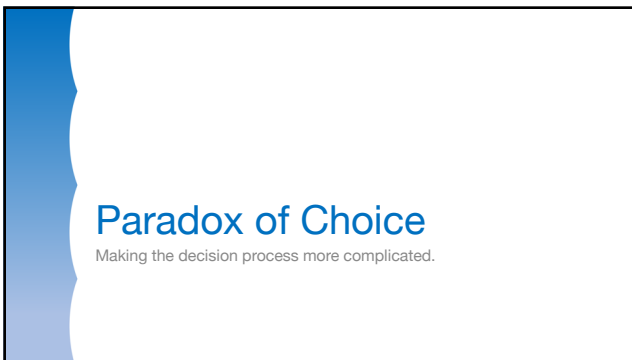 Paradox of Choice
Making the decision process more complicated.